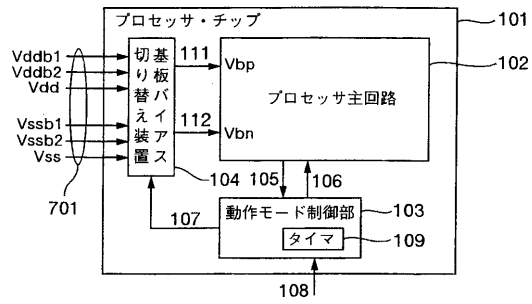 プロセッサ・チップ
101
Vddb1
Vddb2
Vdd
Vssb1
Vssb2
Vss
701
基板バイアス
切り替え装置
104
111
112
Vbp
Vbn
プロセッサ主回路
102
105
106
107
動作モード制御部
103
タイマ
109
108